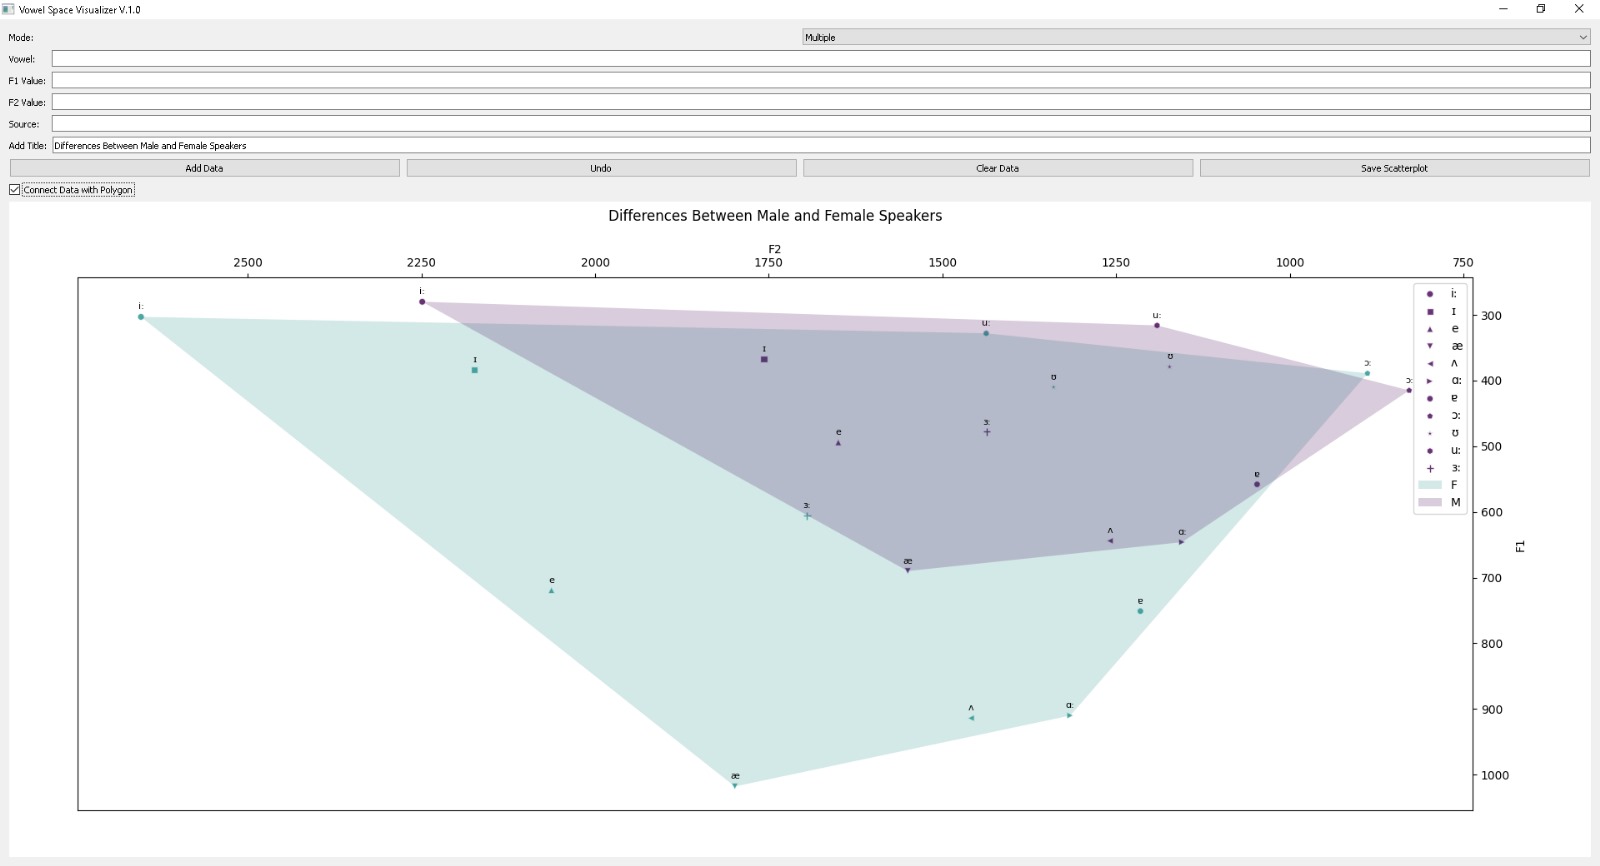 Vowel Space Visualizer V.1.0
Mode: Multiple
Vowel:
F1 Value:
F2 Value:
Source:
Add Title: Differences Between Male and Female Speakers
Add Data Undo Clear Data Save Scatterplot
Connect Data with Polygon
Differences Between Male and Female Speakers
F2
2500 2250 2000 1750 1500 1250 1000 750
i:
i:
u:
u:
ɪ
ɪ
ʊ
ʊ
ɔ:
ɔ:
e
ɜ:
ɐ
ɜ:
æ
ʌ
ɑ:
e
ɐ
ʌ
ɑ:
æ
i:
ɪ
e
æ
ʌ
ɑ:
ɐ
ɔ:
ʊ
u:
ɜ:
F
M
300
400
500
600
700
800
900
1000
F1